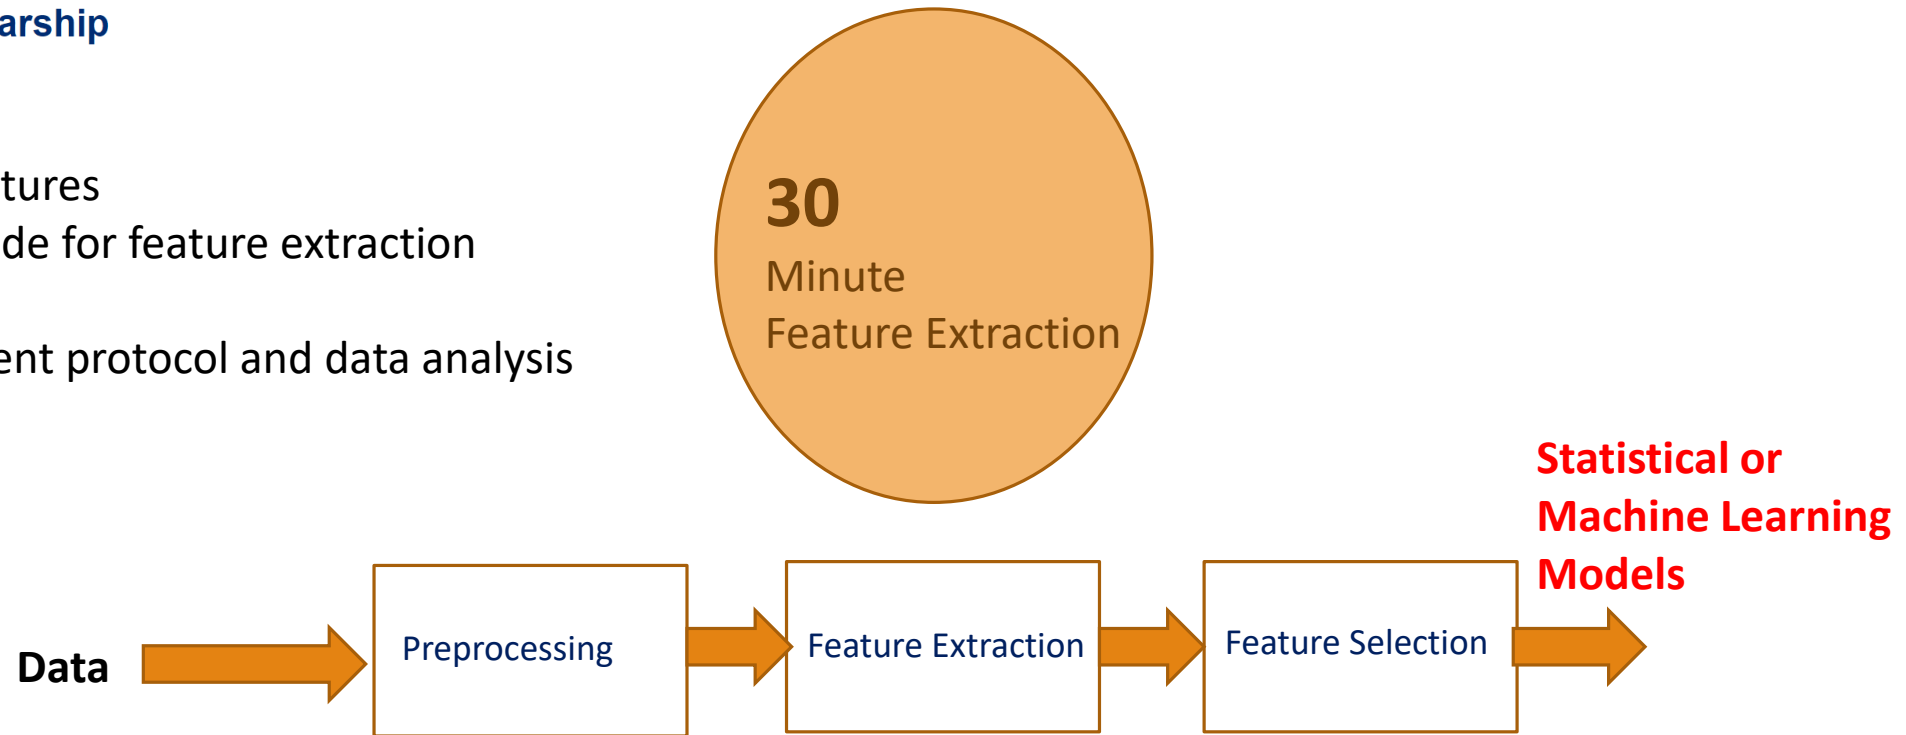 arship
tures
de for feature extraction
ent protocol and data analysis
30
Minute
Feature Extraction
Statistical or
Machine Learning
Models
Data
Preprocessing
Feature Extraction
Feature Selection